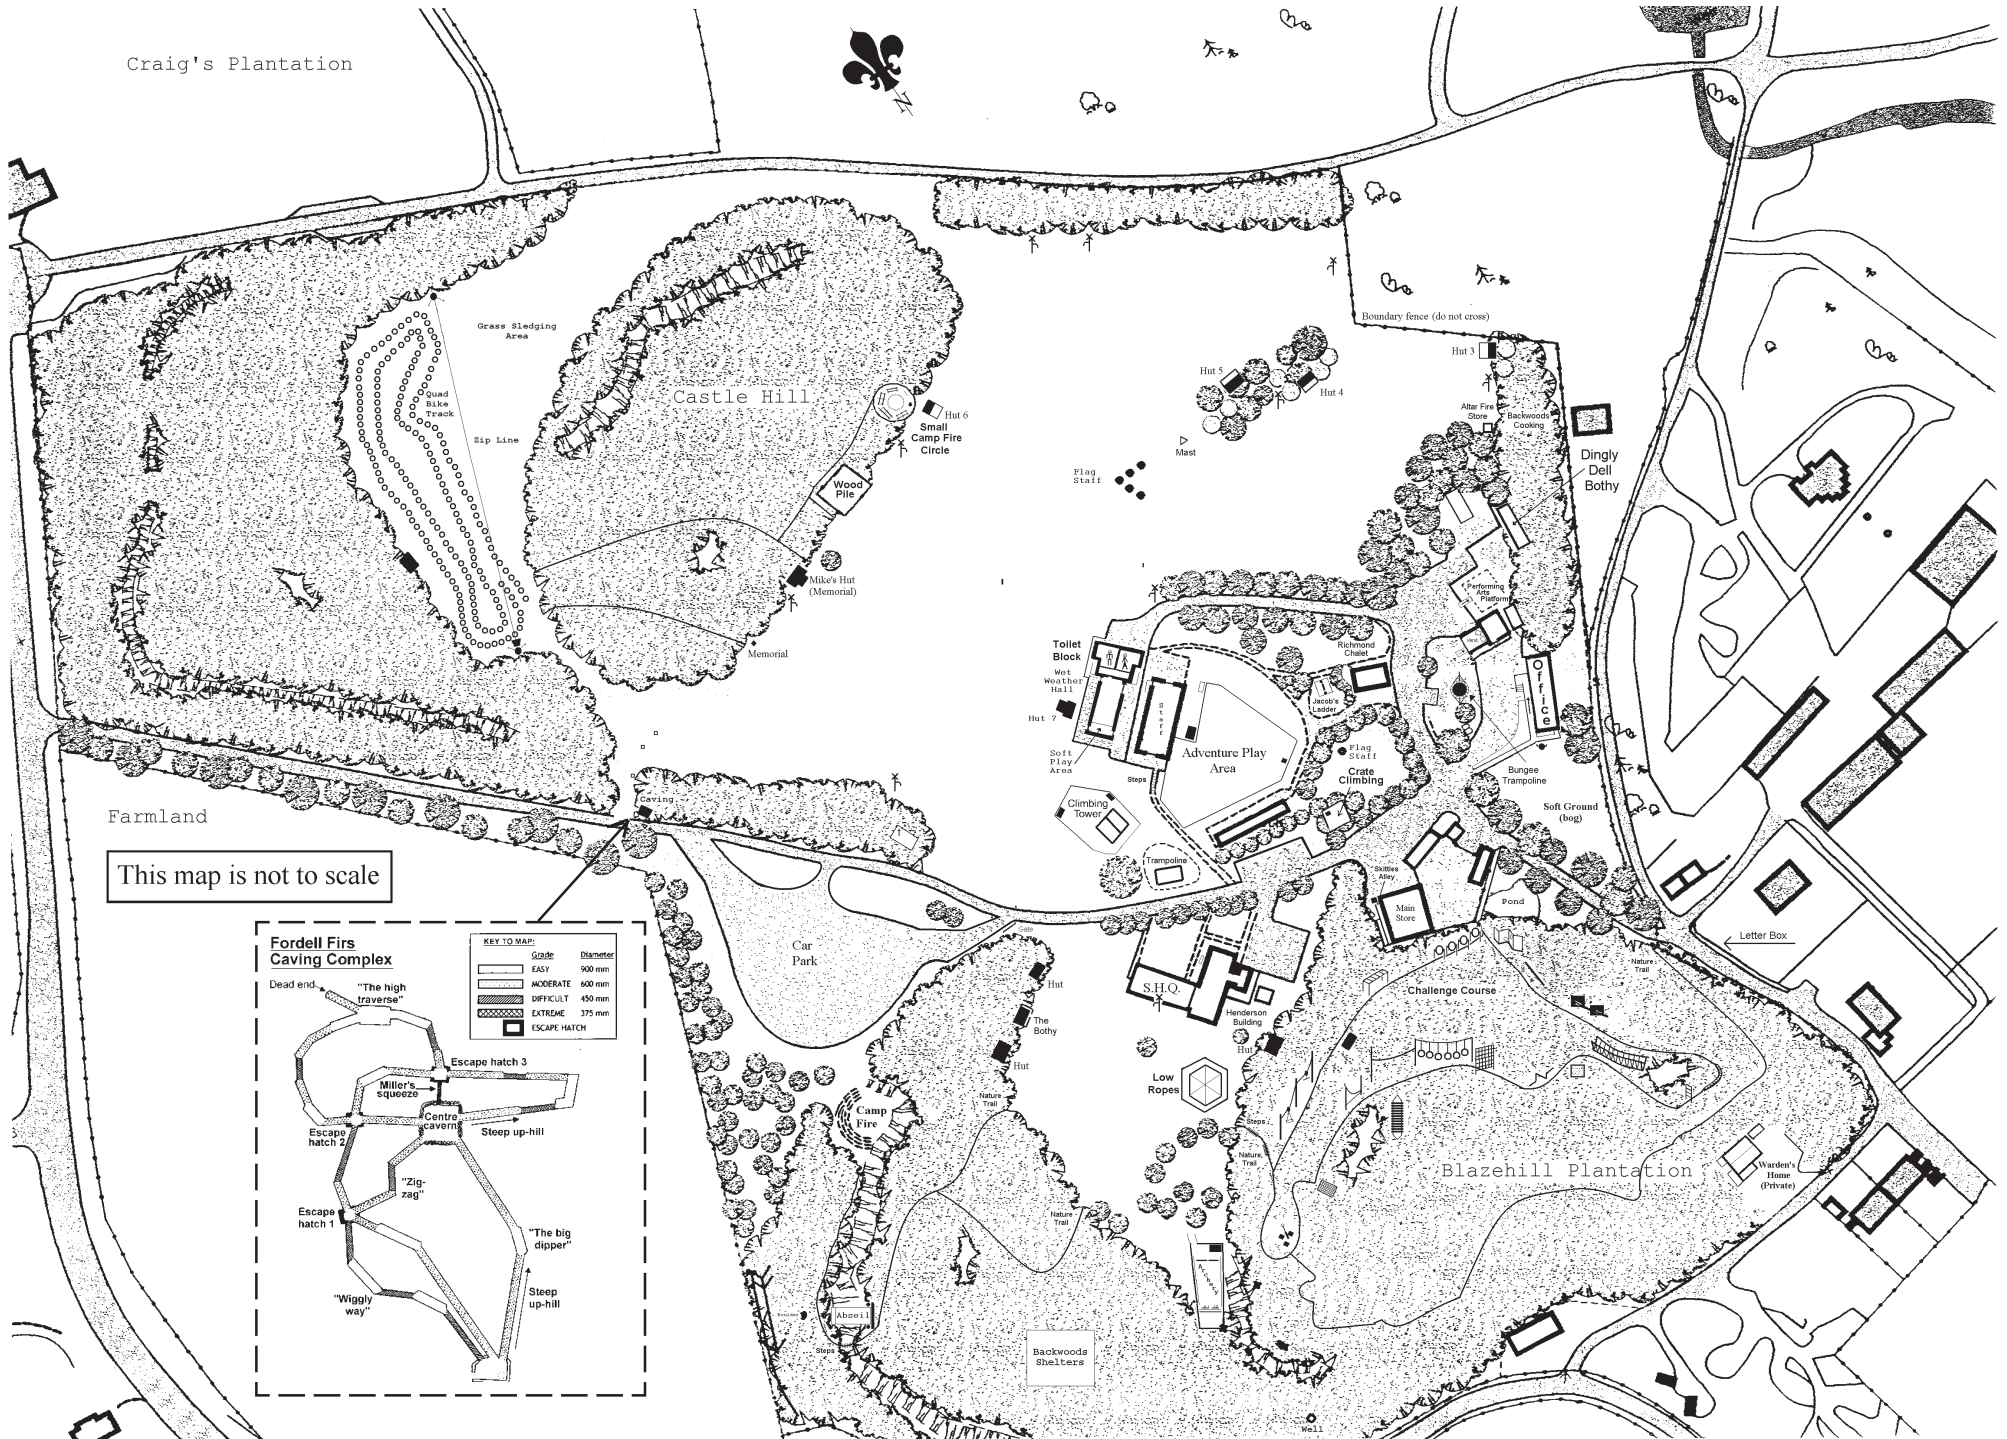 Craig's Plantation
N
Grass Sledging
Area
Quad
Bike
Track
Zip Line
Castle Hill
Hut 6
Small
Camp Fire
Circle
Wood
Pile
Mike's Hut
(Memorial)
Memorial
Boundary fence (do not cross)
Hut 3
Hut 5
Hut 4
Altar Fire
Store
Backwoods
Cooking
Mast
Flag
Staff
Dingly
Dell
Bothy
Performing
Arts
Platform
Toilet
Block
Wet
Weather
Hall
Hut 7
Soft
Play
Area
Staff
Steps
Richmond
Chalet
Jacob's
Ladder
Office
Adventure Play
Area
Flag
Staff
Crate
Climbing
Bungee
Trampoline
Soft Ground
(bog)
Climbing
Tower
Trampoline
Caving
Farmland
This map is not to scale
Skittles
Alley
Main
Store
Pond
Letter Box
Nature
Trail
Car
Park
Gate
Hut
The
Bothy
Hut
S.H.Q.
Henderson
Building
Hut
Challenge Course
Low
Ropes
Nature
Trail
Camp
Fire
Steps
Nature
Trail
Blazehill Plantation
Warden's
Home
(Private)
Nature
Trail
Archery
Boulder
Abseil
Steps
Backwoods
Shelters
Well
Fordell Firs
Caving Complex
KEY TO MAP:
Grade Diameter
EASY 900 mm
MODERATE 600 mm
DIFFICULT 450 mm
EXTREME 375 mm
ESCAPE HATCH
Dead end
"The high
traverse"
Escape hatch 3
Miller's
squeeze
Centre
cavern
Escape
hatch 2
Steep up-hill
"Zig-
zag"
Escape
hatch 1
"The big
dipper"
"Wiggly
way"
Steep
up-hill